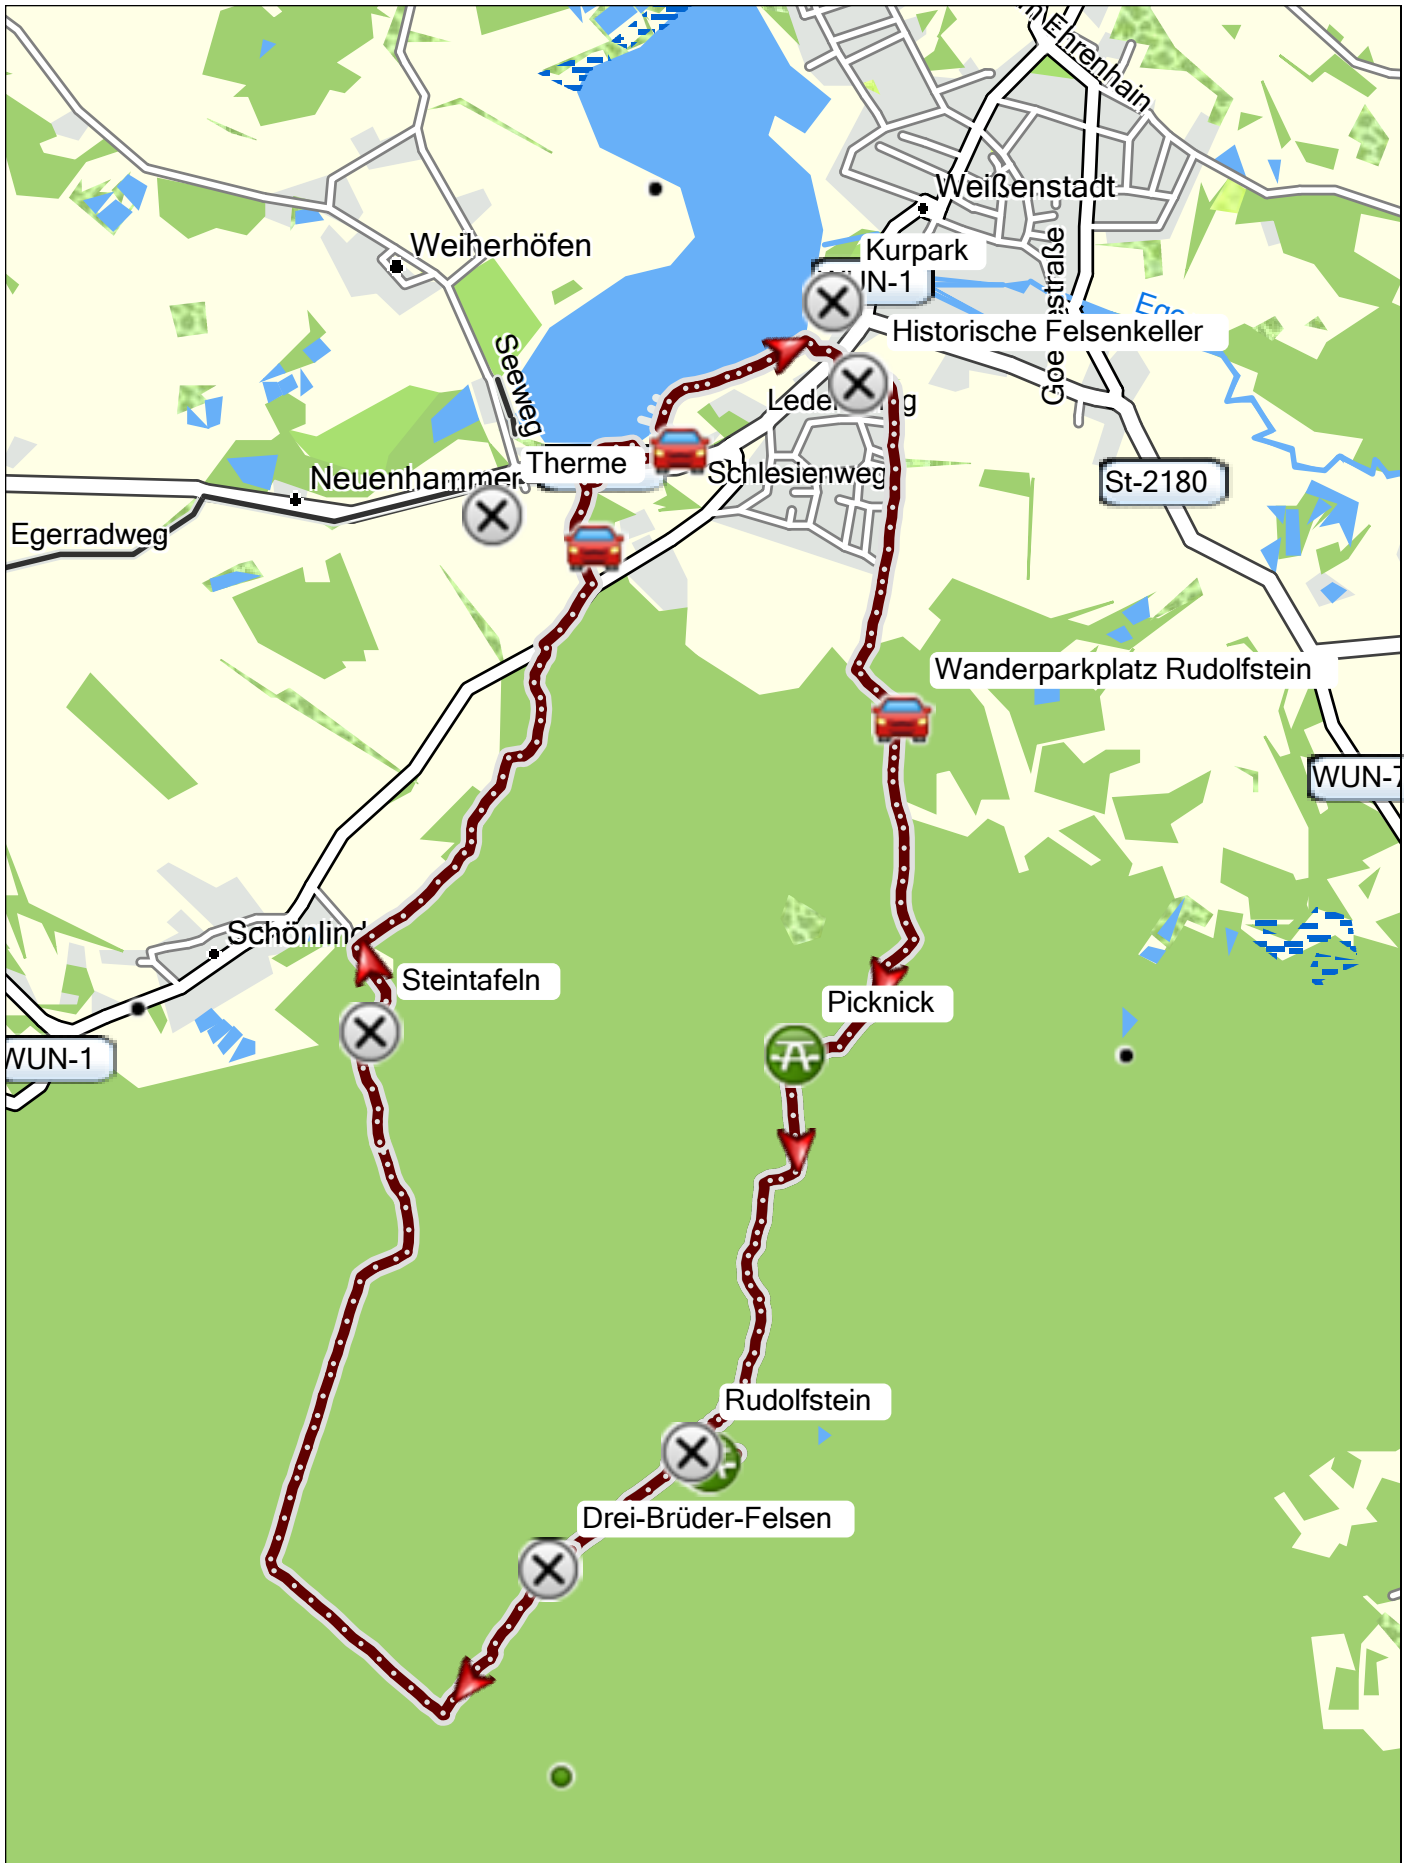 Ehrenhain
Weißenstadt
Weiherhöfen
Kurpark
Seeweg
Historische Felsenkeller
Schlesienweg
Therme
Neuenhammer
St-2180
Egerradweg
Wanderparkplatz Rudolfstein
Schönlind
Steintafeln
Picknick
WUN-1
Rudolfstein
Drei-Brüder-Felsen